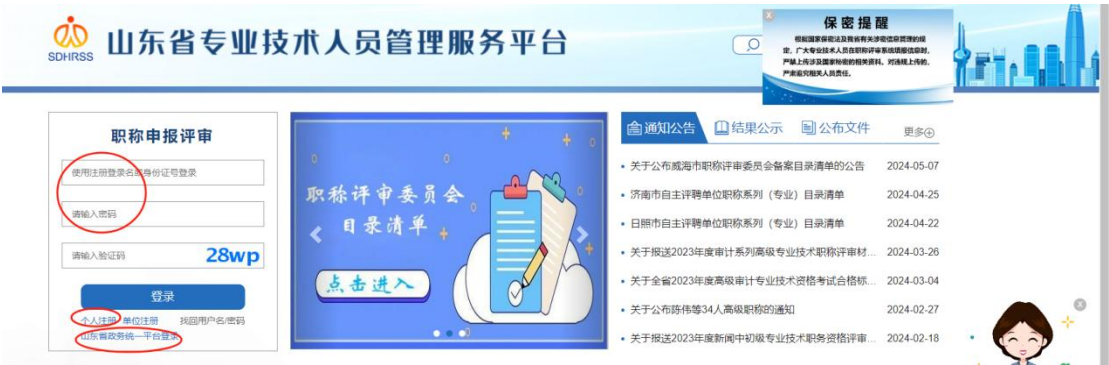 SDHRSS
山东省专业技术人员管理服务平台
保密提醒
根据国家保密法及我省有关涉密信息管理的规
定，广大专业技术人员在职称评审系统填报信息时，
严禁上传涉及国家秘密的相关资料。对违规上传的，
严肃追究相关人员责任。
职称申报评审
使用注册登录名或身份证号登录
请输入密码
请输入验证码
28wp
登录
个人注册 单位注册 找回用户名/密码
山东省政务统一平台登录
职称评审委员会
目录清单
点击进入
通知公告 结果公示 公布文件 更多
关于公布威海市职称评审委员会备案目录清单的公告 2024-05-07
济南市自主评聘单位职称系列（专业）目录清单 2024-04-25
日照市自主评聘单位职称系列（专业）目录清单 2024-04-22
关于报送2023年度审计系列高级专业技术职称评审材... 2024-03-26
关于全省2023年度高级审计专业技术资格考试合格标... 2024-03-04
关于公布陈伟等34人高级职称的通知 2024-02-27
关于报送2023年度新闻中初级专业技术职务资格评审... 2024-02-18